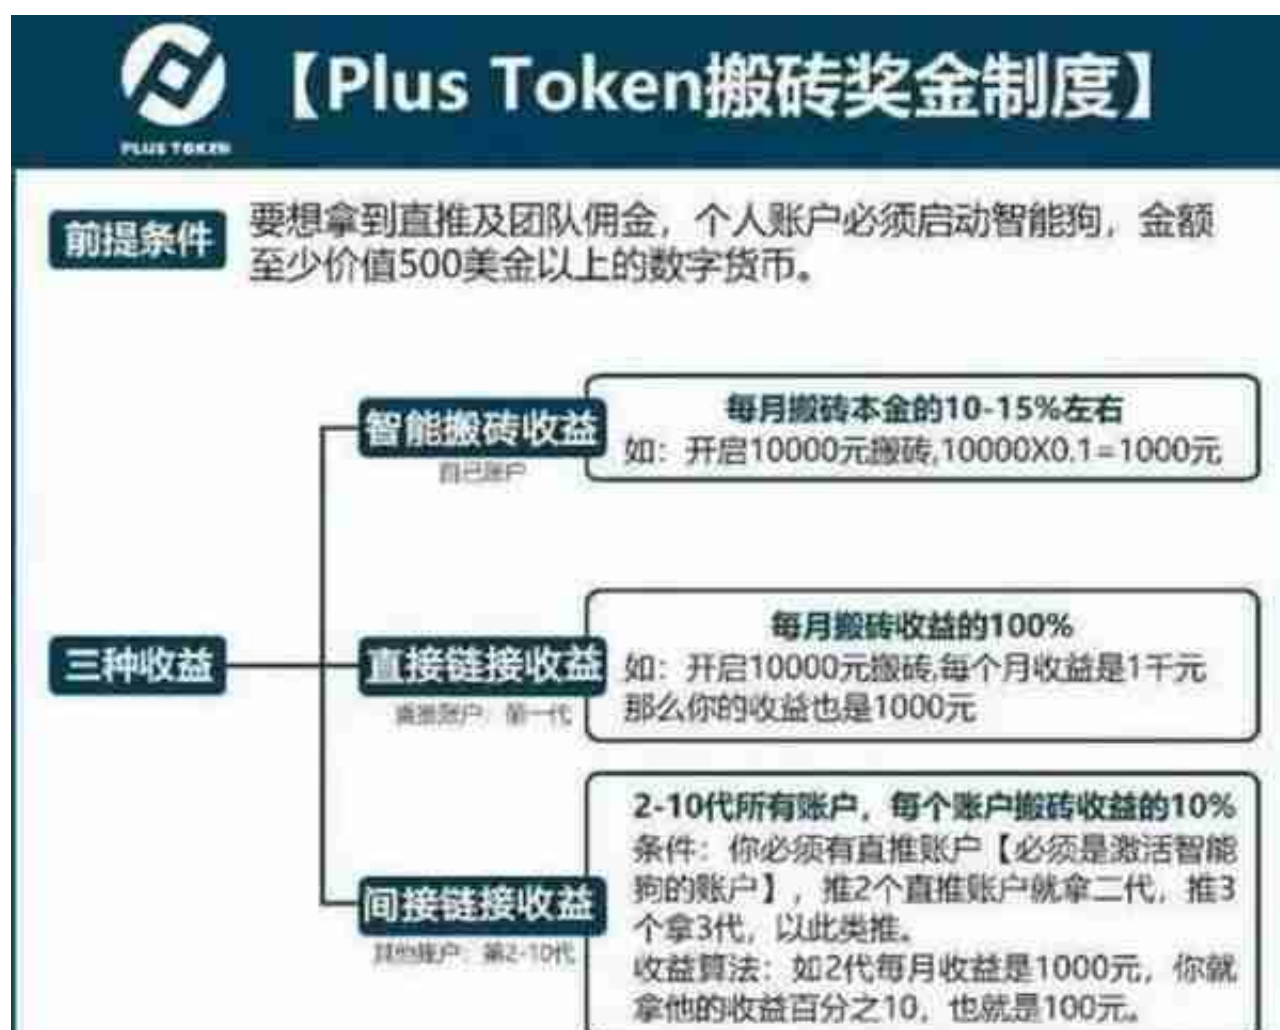 【Plus Token搬砖奖金制度】
PLUS TOKEN
前提条件
要想拿到直推及团队佣金，个人账户必须启动智能狗，金额
至少价值500美金以上的数字货币。
三种收益
智能搬砖收益
自己账户
每月搬砖本金的10-15%左右
如：开启10000元搬砖,10000X0.1=1000元
直接链接收益
直推账户：第一代
每月搬砖收益的100%
如：开启10000元搬砖,每个月收益是1千元
那么你的收益也是1000元
间接链接收益
其他账户：第2-10代
2-10代所有账户，每个账户搬砖收益的10%
条件：你必须有直推账户【必须是激活智能
狗的账户】，推2个直推账户就拿二代，推3
个拿3代，以此类推。
收益算法：如2代每月收益是1000元，你就
拿他的收益百分之10，也就是100元。